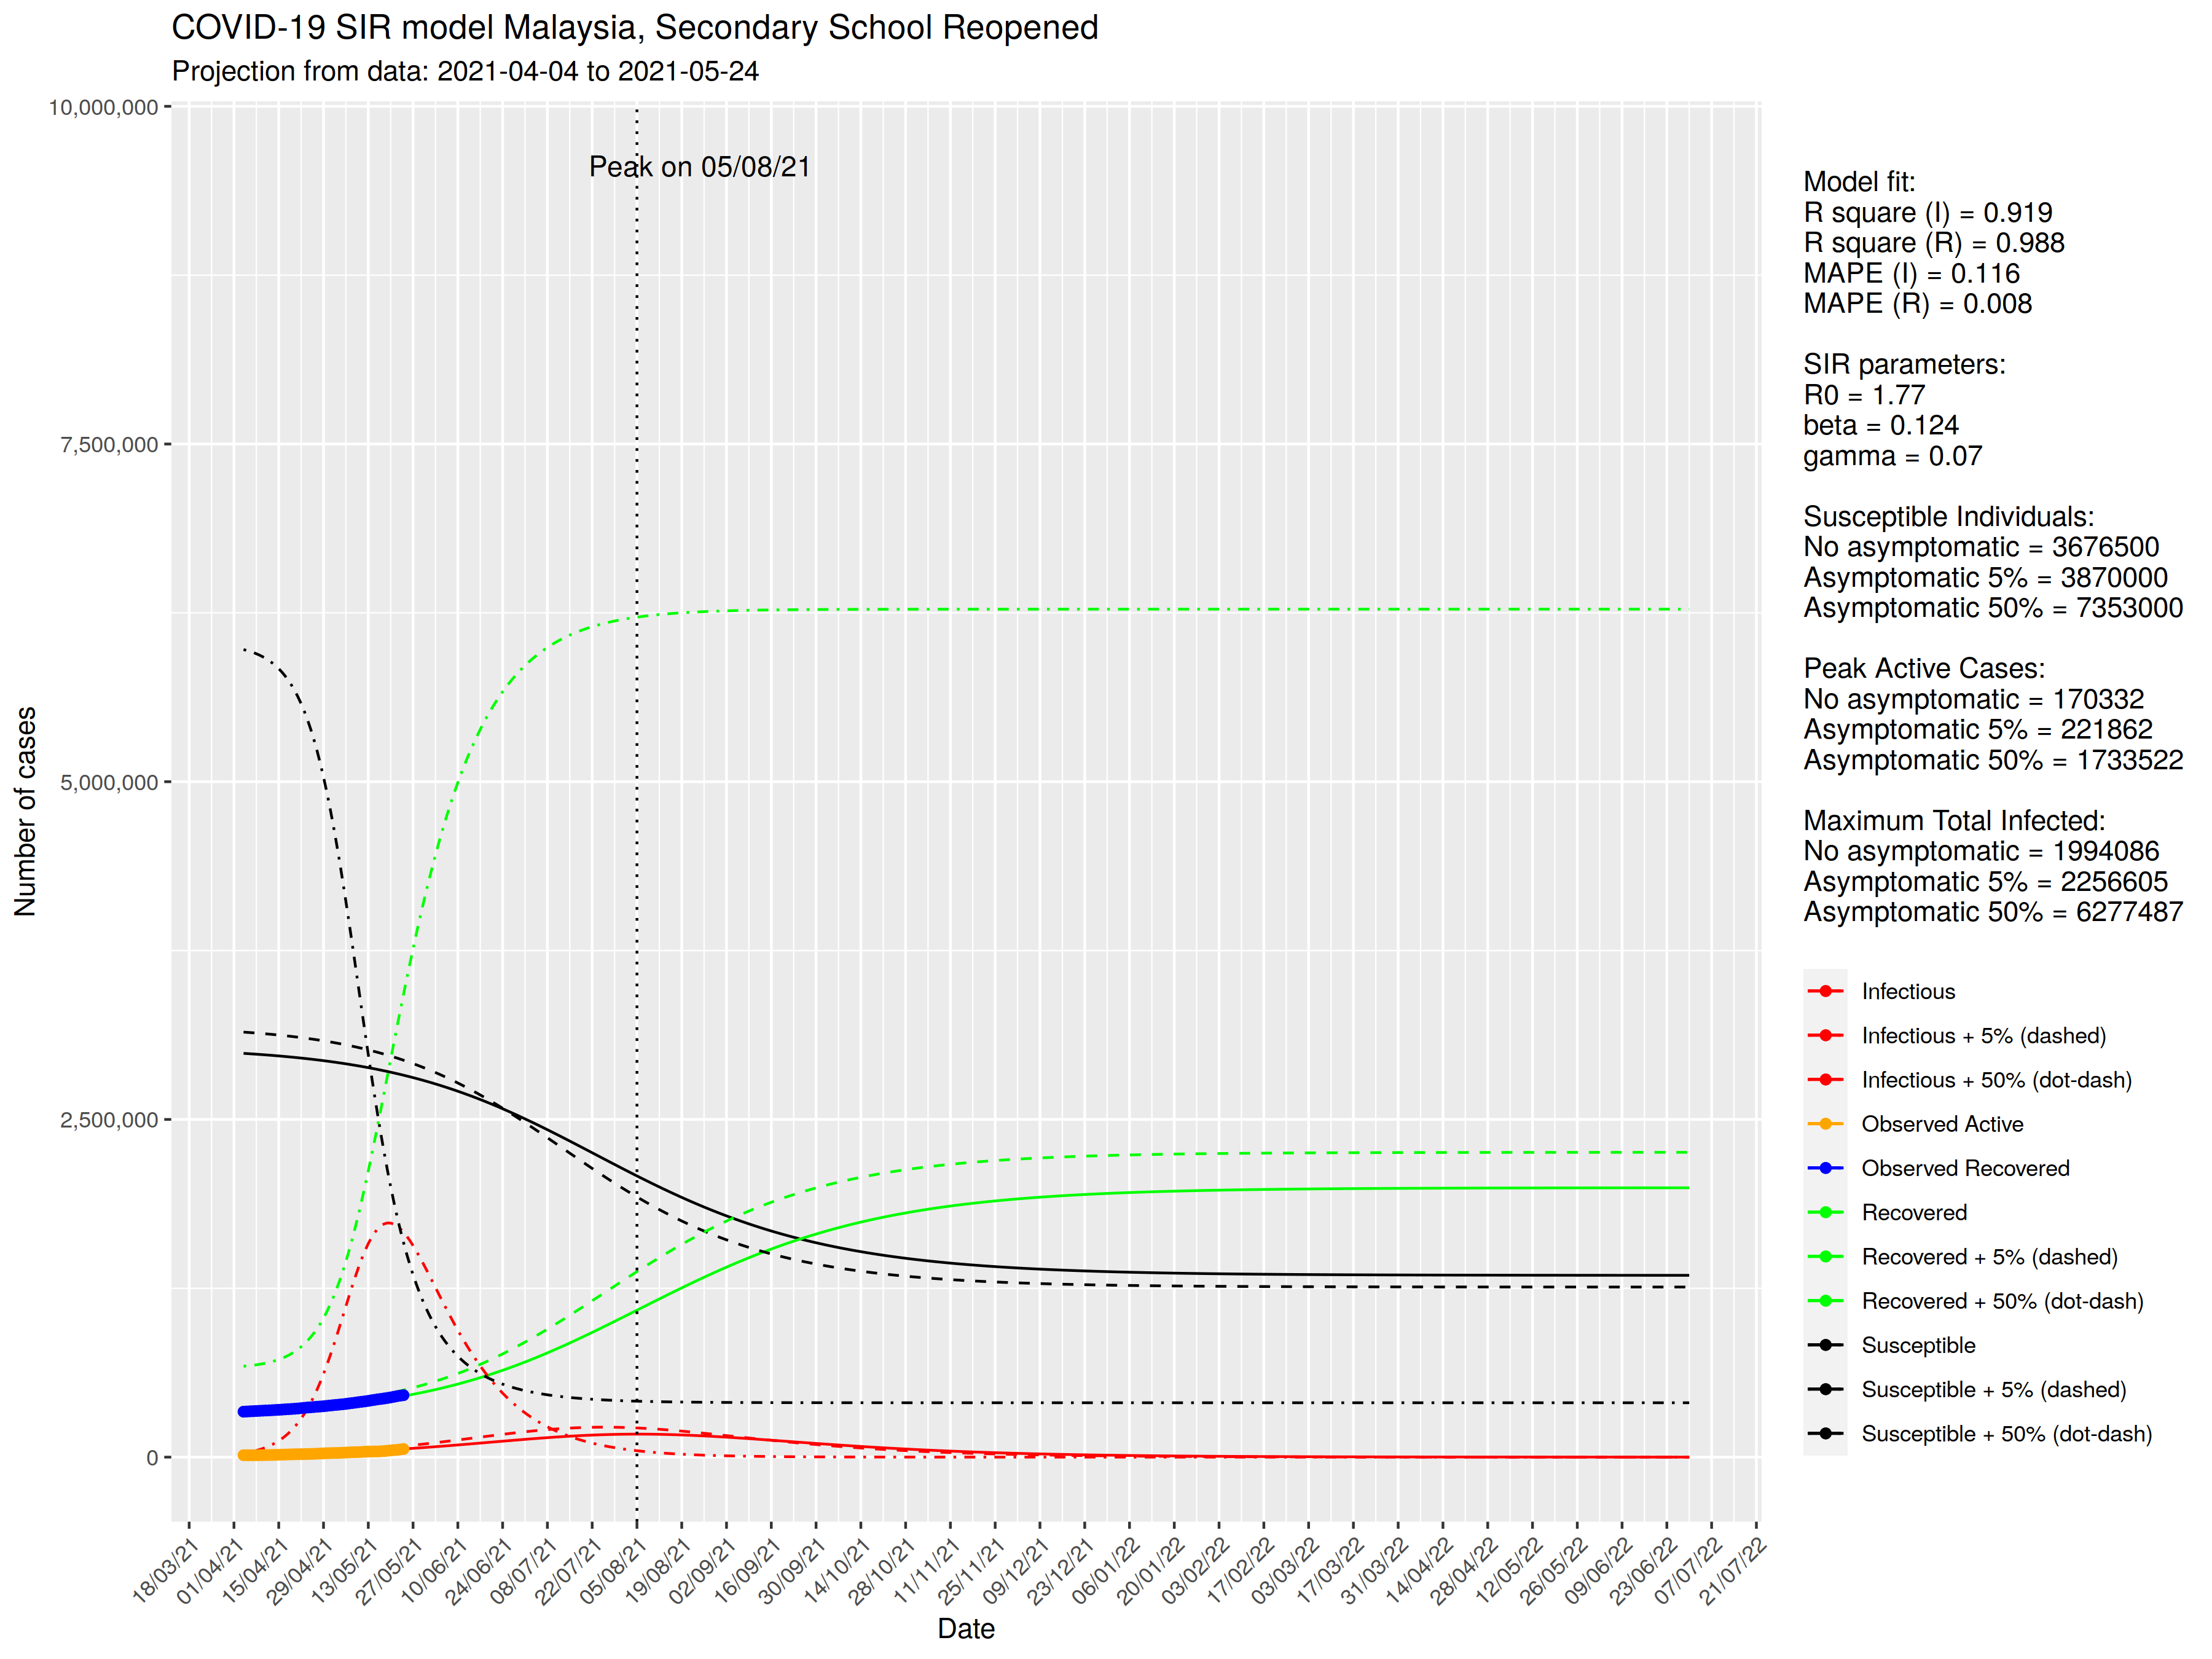 COVID-19 SIR model Malaysia, Secondary School Reopened
Projection from data: 2021-04-04 to 2021-05-24
10,000,000
7,500,000
5,000,000
2,500,000
0
Number of cases
Peak on 05/08/21
18/03/21
01/04/21
15/04/21
29/04/21
13/05/21
27/05/21
10/06/21
24/06/21
08/07/21
22/07/21
05/08/21
19/08/21
02/09/21
16/09/21
30/09/21
14/10/21
28/10/21
11/11/21
25/11/21
09/12/21
23/12/21
06/01/22
20/01/22
03/02/22
17/02/22
03/03/22
17/03/22
31/03/22
14/04/22
28/04/22
12/05/22
26/05/22
09/06/22
23/06/22
07/07/22
21/07/22
Date
Model fit:
R square (I) = 0.919
R square (R) = 0.988
MAPE (I) = 0.116
MAPE (R) = 0.008
SIR parameters:
R0 = 1.77
beta = 0.124
gamma = 0.07
Susceptible Individuals:
No asymptomatic = 3676500
Asymptomatic 5% = 3870000
Asymptomatic 50% = 7353000
Peak Active Cases:
No asymptomatic = 170332
Asymptomatic 5% = 221862
Asymptomatic 50% = 1733522
Maximum Total Infected:
No asymptomatic = 1994086
Asymptomatic 5% = 2256605
Asymptomatic 50% = 6277487
Infectious
Infectious + 5% (dashed)
Infectious + 50% (dot-dash)
Observed Active
Observed Recovered
Recovered
Recovered + 5% (dashed)
Recovered + 50% (dot-dash)
Susceptible
Susceptible + 5% (dashed)
Susceptible + 50% (dot-dash)